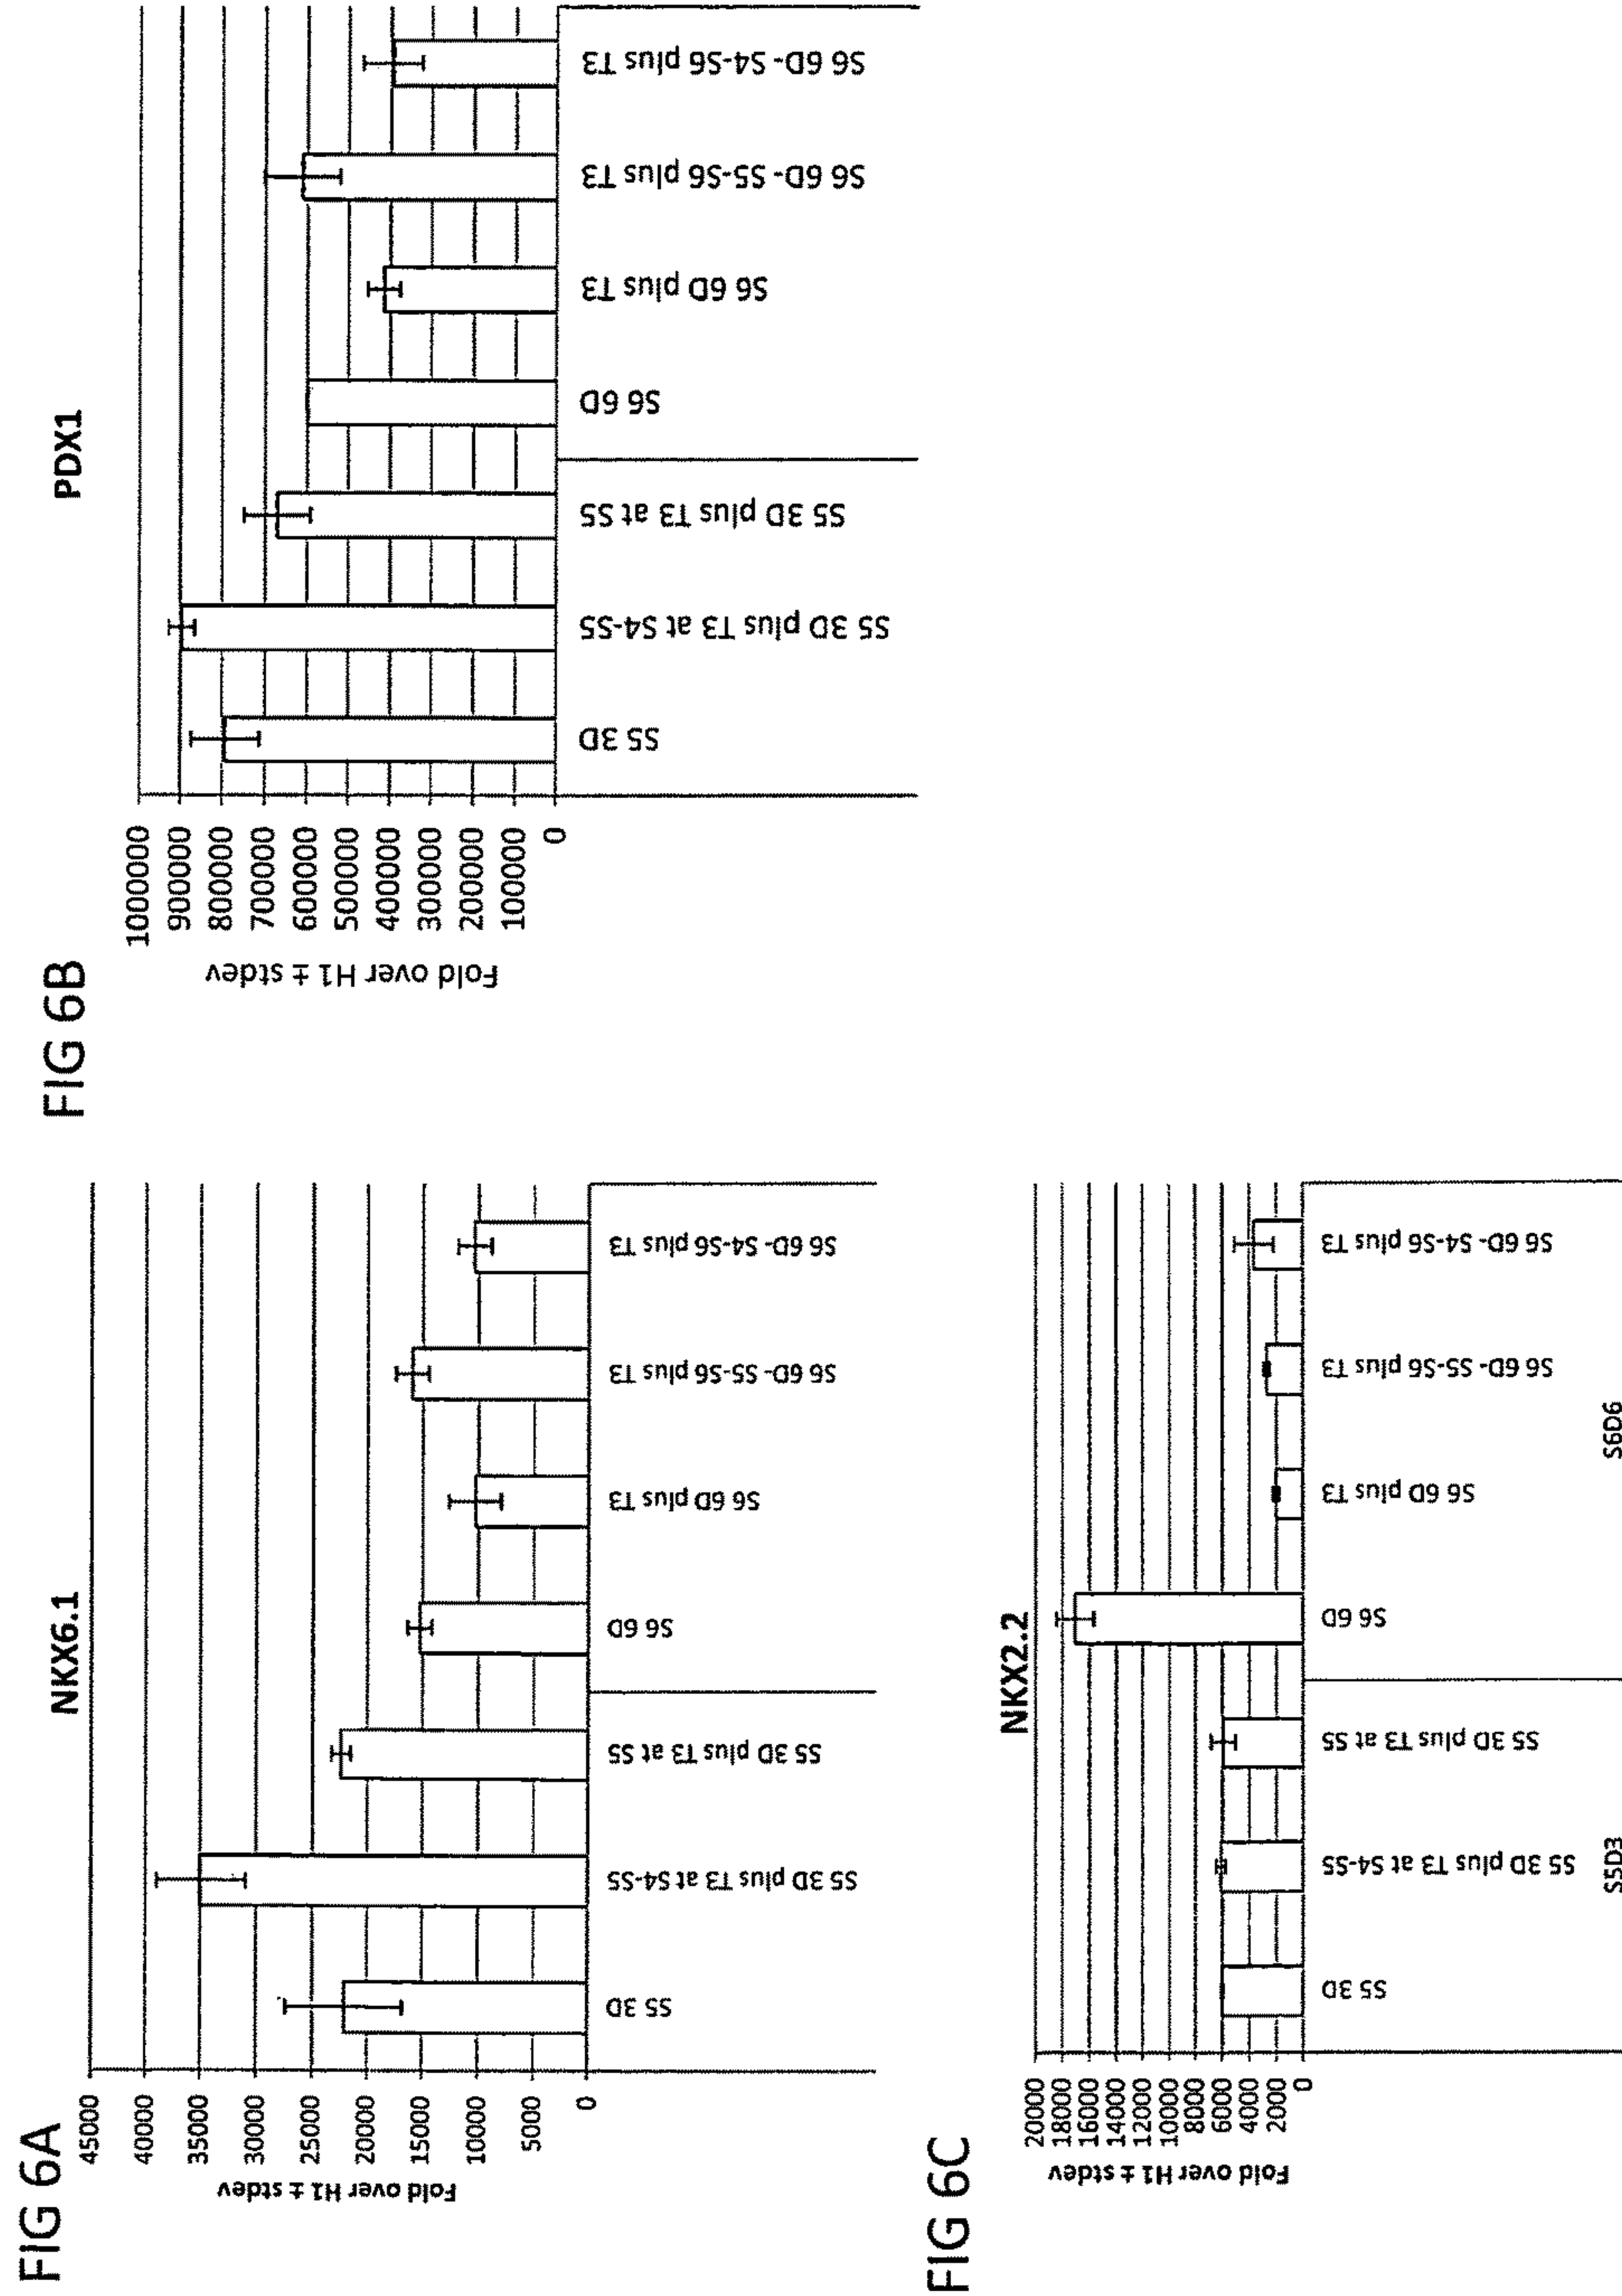 FIG 6A
NKX6.1
Fold over H1 ± stdev
45000
40000
35000
30000
25000
20000
15000
10000
5000
0
S5 3D
S5 3D plus T3 at S4-S5
S5 3D plus T3 at S5
S6 6D
S6 6D plus T3
S6 6D- S5-S6 plus T3
S6 6D- S4-S6 plus T3
FIG 6B
PDX1
Fold over H1 ± stdev
1000000
900000
800000
700000
600000
500000
400000
300000
200000
100000
0
S5 3D
S5 3D plus T3 at S4-S5
S5 3D plus T3 at S5
S6 6D
S6 6D plus T3
S6 6D- S5-S6 plus T3
S6 6D- S4-S6 plus T3
FIG 6C
NKX2.2
Fold over H1 ± stdev
20000
18000
16000
14000
12000
10000
8000
6000
4000
2000
0
S5 3D
S5 3D plus T3 at S4-S5
S5 3D plus T3 at S5
S6 6D
S6 6D plus T3
S6 6D- S5-S6 plus T3
S6 6D- S4-S6 plus T3
S5D3
S6D6